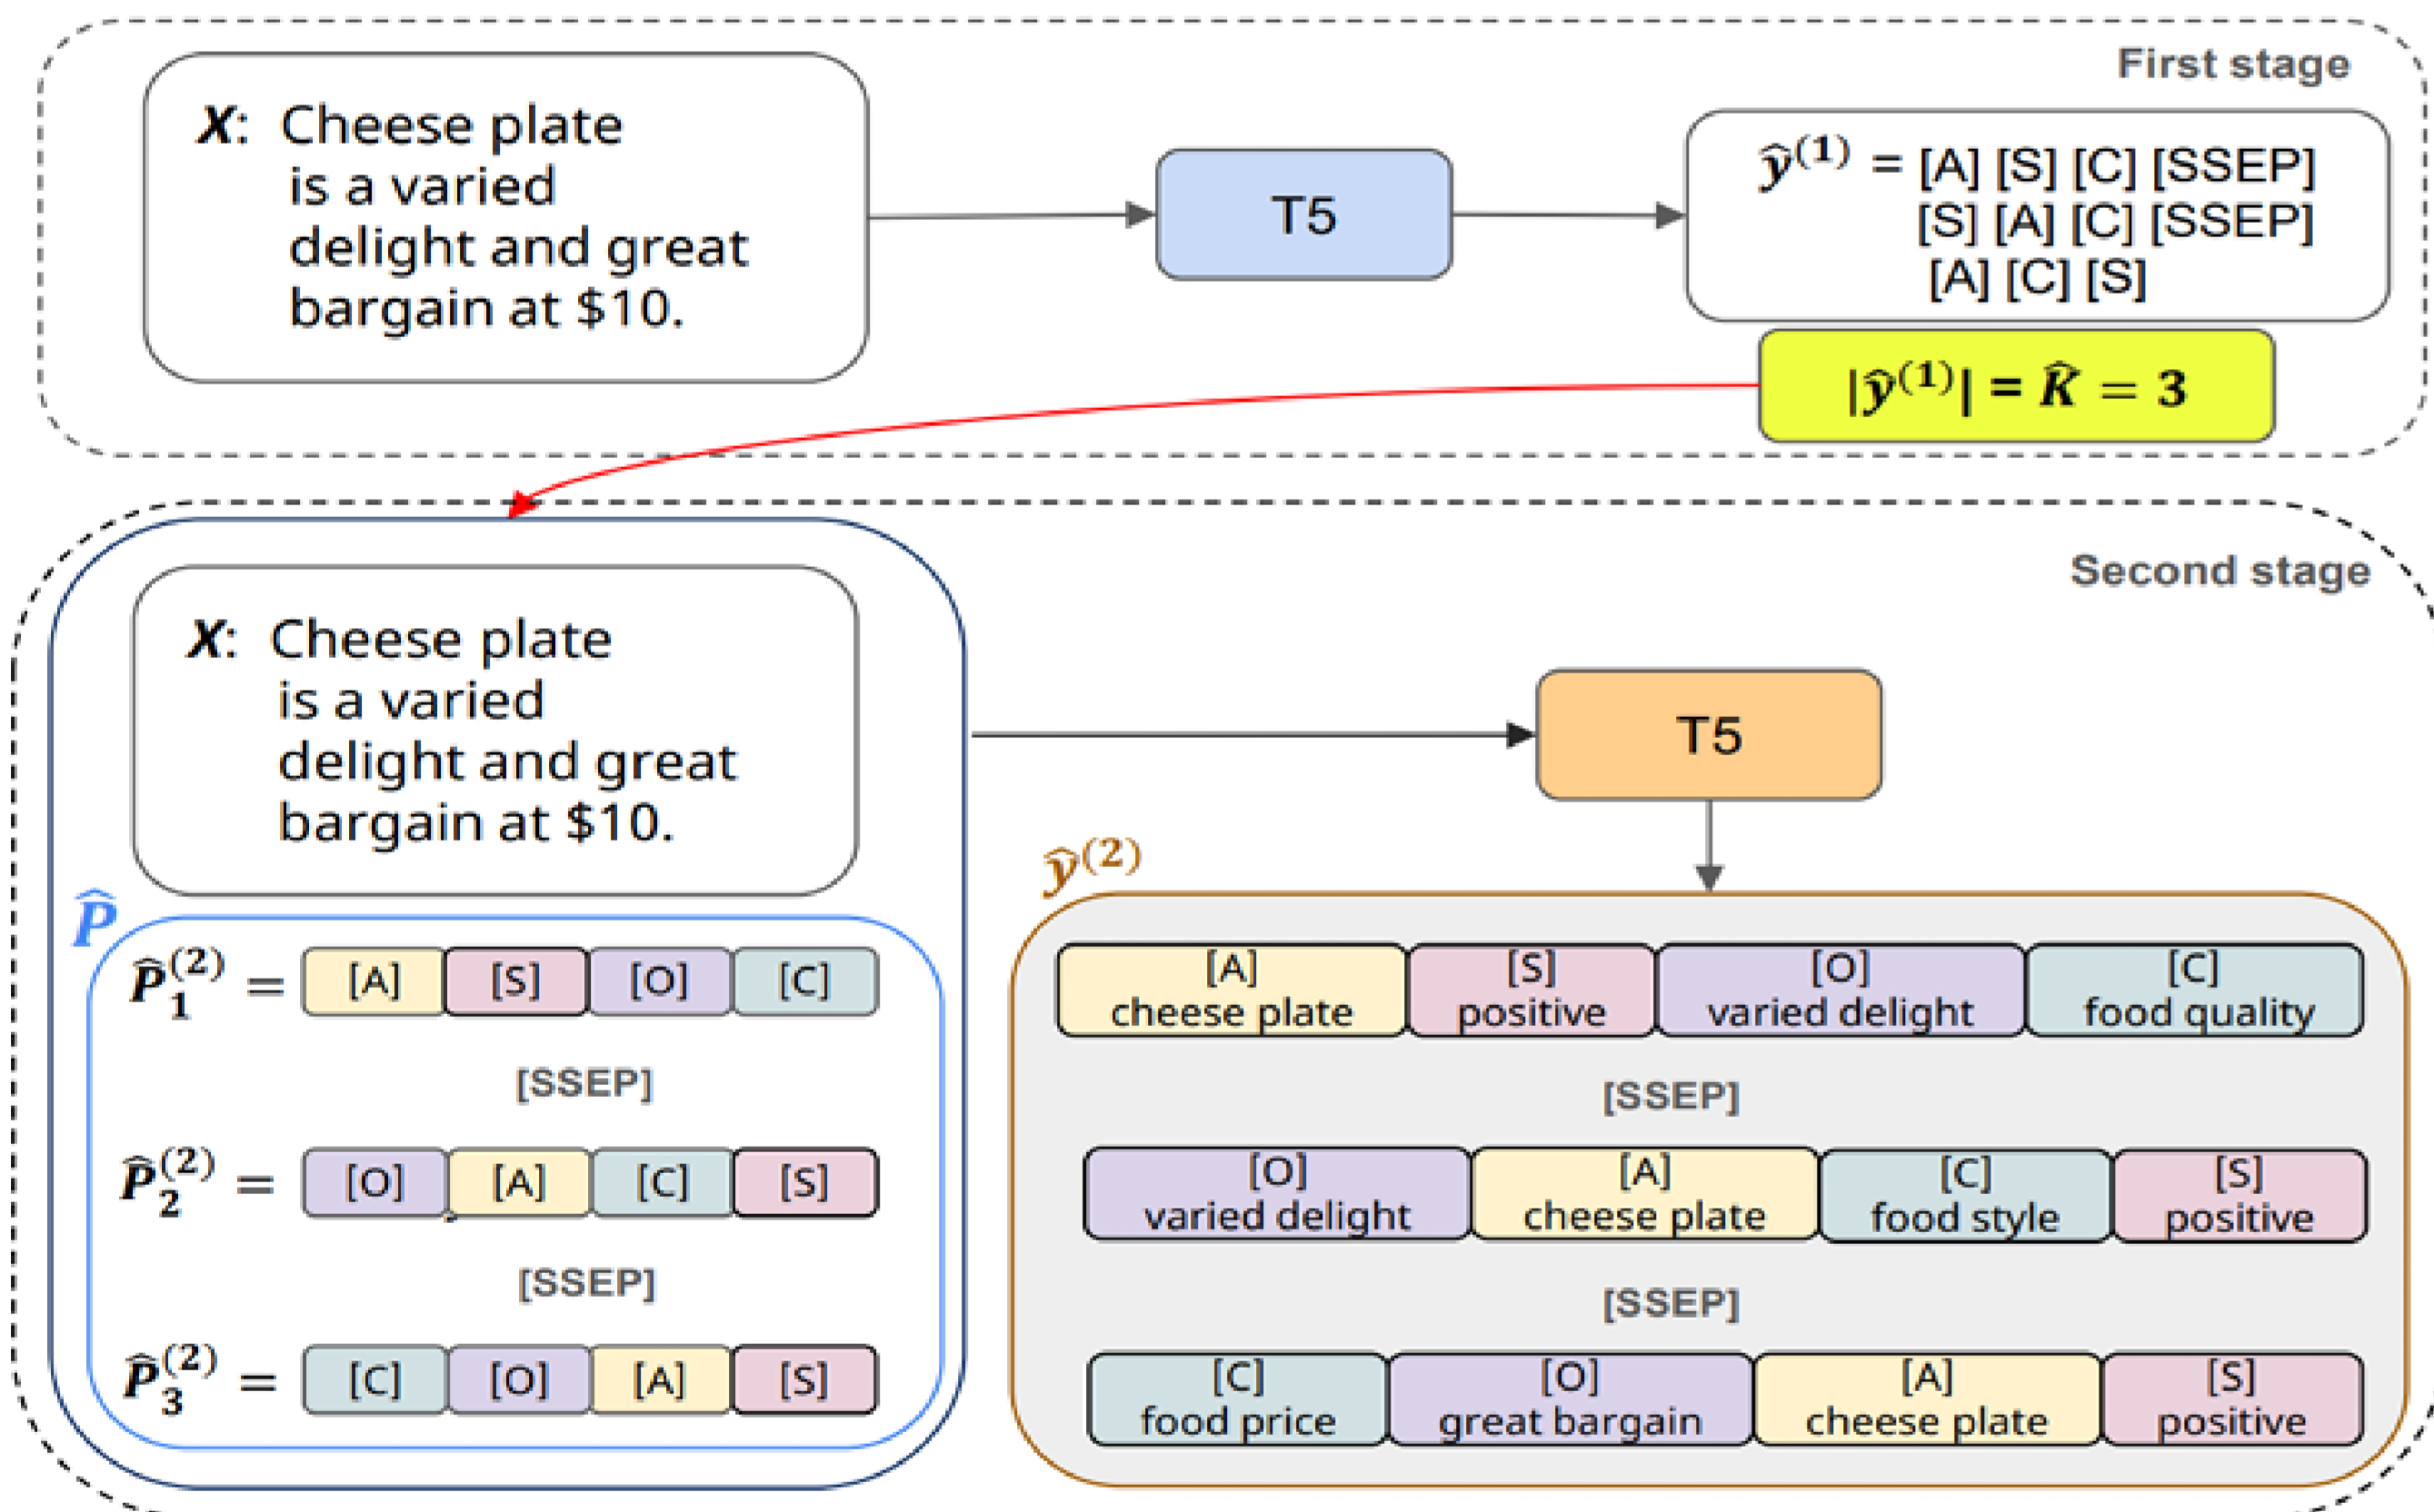 First stage
X: Cheese plate
is a varied
delight and great
bargain at $10.
T5
ŷ⁽¹⁾ = [A] [S] [C] [SSEP]
[S] [A] [C] [SSEP]
[A] [C] [S]
|ŷ⁽¹⁾| = K̂ = 3
Second stage
X: Cheese plate
is a varied
delight and great
bargain at $10.
T5
P̂
P̂₁⁽²⁾ = [A] [S] [O] [C]
[SSEP]
P̂₂⁽²⁾ = [O] [A] [C] [S]
[SSEP]
P̂₃⁽²⁾ = [C] [O] [A] [S]
ŷ⁽²⁾
[A] [S] [O] [C]
cheese plate positive varied delight food quality
[SSEP]
[O] [A] [C] [S]
varied delight cheese plate food style positive
[SSEP]
[C] [O] [A] [S]
food price great bargain cheese plate positive